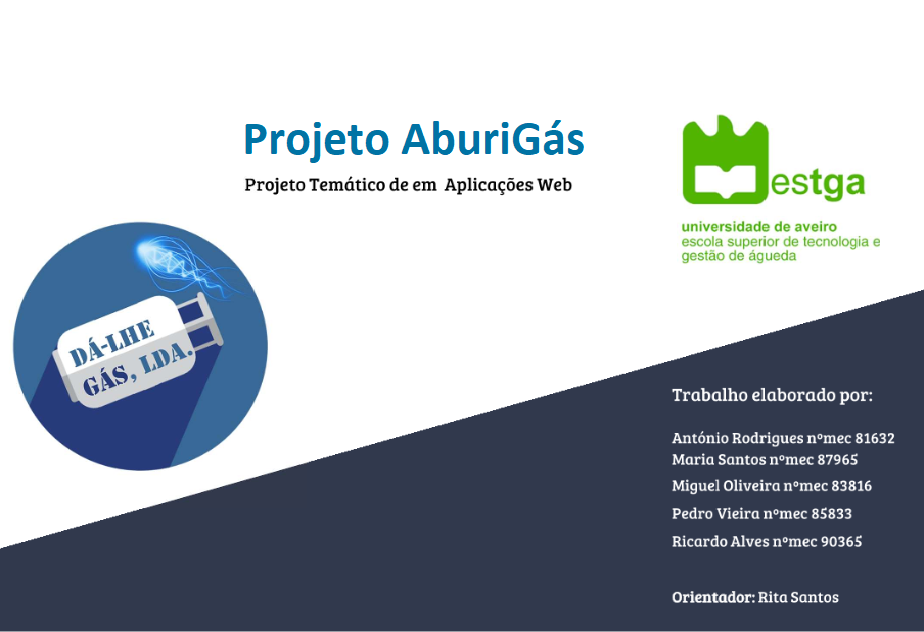 Projeto AburiGás
Projeto Temático de em Aplicações Web
estga
universidade de aveiro
escola superior de tecnologia e
gestão de águeda
DÁ-LHE
GÁS, LDA.
Trabalho elaborado por:
António Rodrigues nºmec 81632
Maria Santos nºmec 87965
Miguel Oliveira nºmec 83816
Pedro Vieira nºmec 85833
Ricardo Alves nºmec 90365
Orientador: Rita Santos